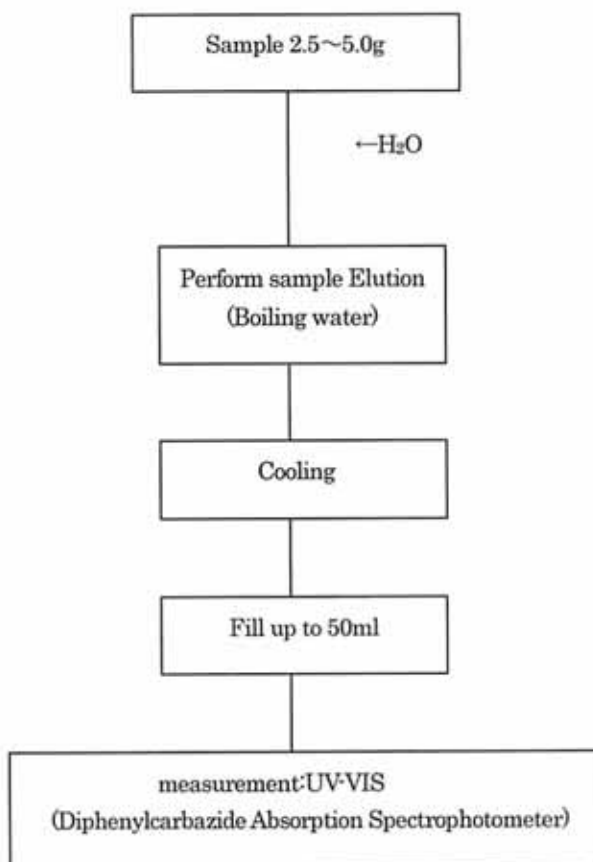 Sample 2.5～5.0g
←H₂O
Perform sample Elution
(Boiling water)
Cooling
Fill up to 50ml
measurement:UV-VIS
(Diphenylcarbazide Absorption Spectrophotometer)